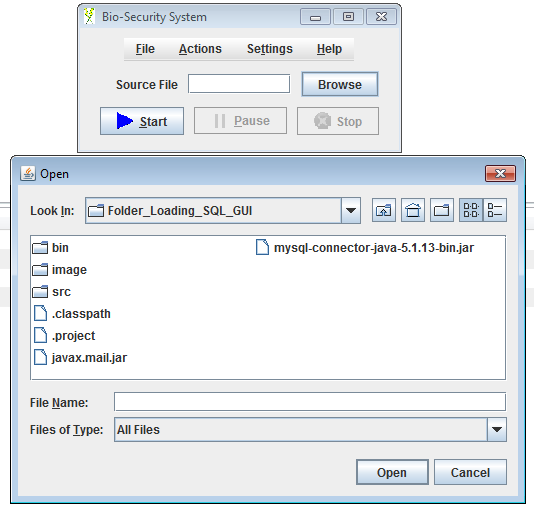 Bio-Security System
File Actions Settings Help
Source File Browse
Start Pause Stop
Open
Look In: Folder_Loading_SQL_GUI
bin
image
src
.classpath
.project
javax.mail.jar
mysql-connector-java-5.1.13-bin.jar
File Name:
Files of Type: All Files
Open Cancel